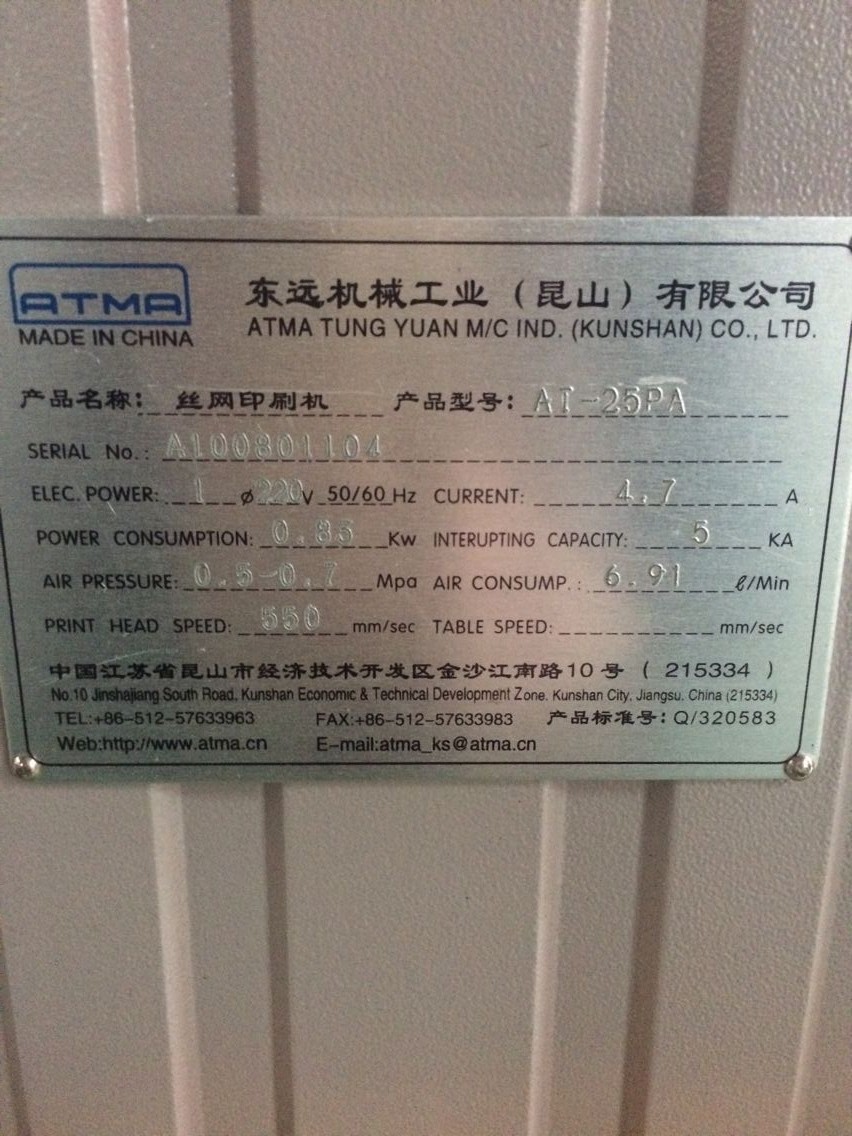 ATMA
MADE IN CHINA
东远机械工业（昆山）有限公司
ATMA TUNG YUAN M/C IND. (KUNSHAN) CO., LTD.
产品名称: 丝网印刷机 产品型号: AT-25PA
SERIAL No.: A100801104
ELEC. POWER: 1 ø 220 V 50/60 Hz CURRENT: 4.7 A
POWER CONSUMPTION: 0.85 Kw INTERUPTING CAPACITY: 5 KA
AIR PRESSURE: 0.5-0.7 Mpa AIR CONSUMP.: 6.91 ℓ/Min
PRINT HEAD SPEED: 550 mm/sec TABLE SPEED: mm/sec
中国江苏省昆山市经济技术开发区金沙江南路10号（215334）
No.10 Jinshajiang South Road. Kunshan Economic & Technical Development Zone. Kunshan City, Jiangsu. China (215334)
TEL:+86-512-57633963 FAX:+86-512-57633983 产品标准号: Q/320583
Web:http://www.atma.cn E-mail:atma_ks@atma.cn